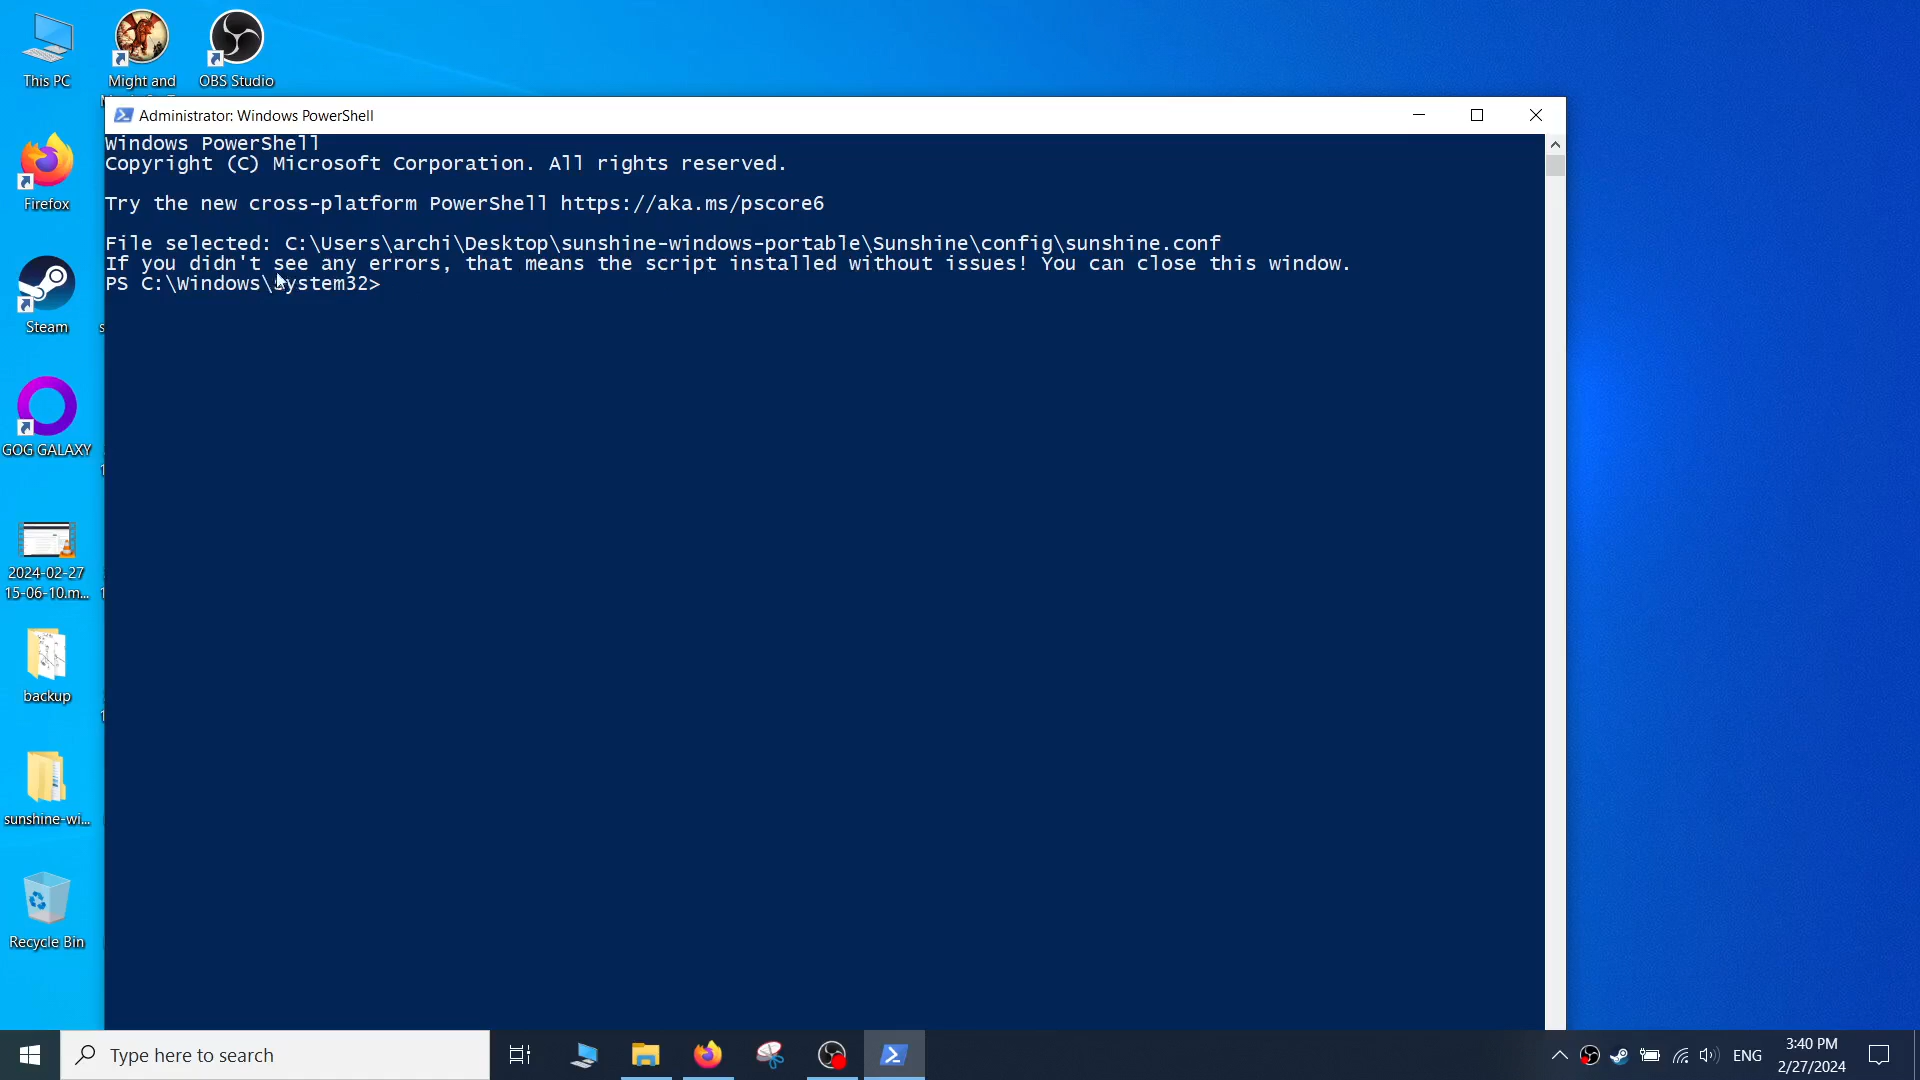 This PC
Might and
OBS Studio
Administrator: Windows PowerShell
Windows PowerShell
Copyright (C) Microsoft Corporation. All rights reserved.
Try the new cross-platform PowerShell https://aka.ms/pscore6
File selected: C:\Users\archi\Desktop\sunshine-windows-portable\Sunshine\config\sunshine.conf
If you didn't see any errors, that means the script installed without issues! You can close this window.
PS C:\Windows\System32>
Firefox
Steam
GOG GALAXY
2024-02-27
15-06-10.m...
backup
sunshine-wi...
Recycle Bin
Type here to search
ENG
3:40 PM
2/27/2024